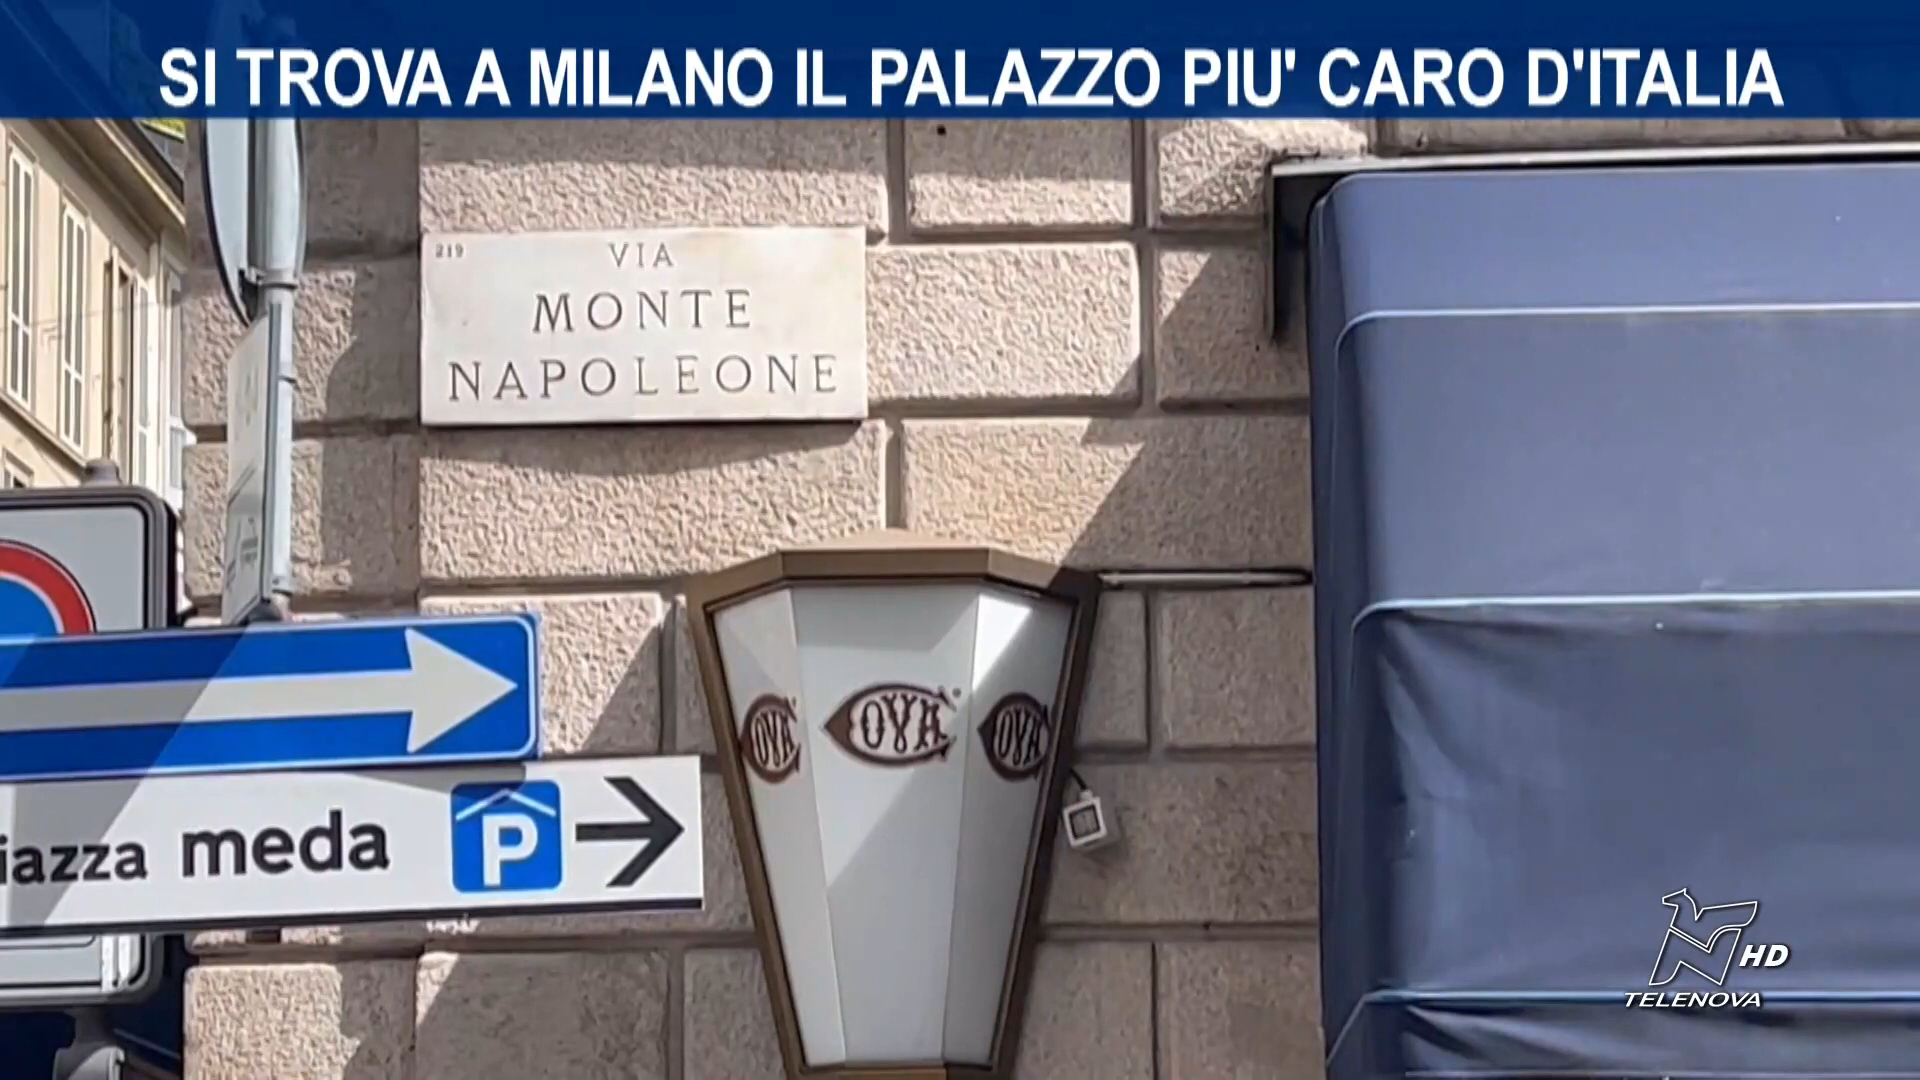 SI TROVA A MILANO IL PALAZZO PIU' CARO D'ITALIA
219
VIA
MONTE
NAPOLEONE
COVA COVA COVA
iazza meda P
HD
TELENOVA